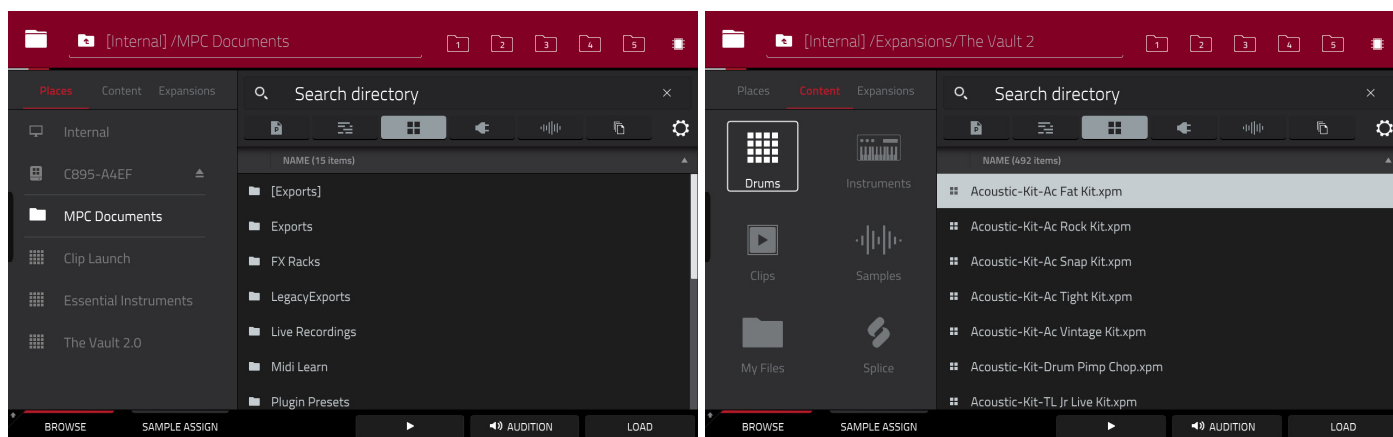 [Internal] /MPC Documents
1 2 3 4 5
Places Content Expansions
Search directory
P
Internal
NAME (15 items)
C895-A4EF
[Exports]
MPC Documents
Exports
Clip Launch
FX Racks
Essential Instruments
LegacyExports
The Vault 2.0
Live Recordings
Midi Learn
Plugin Presets
BROWSE SAMPLE ASSIGN AUDITION LOAD
[Internal] /Expansions/The Vault 2
1 2 3 4 5
Places Content Expansions
Search directory
P
NAME (492 items)
Drums Instruments
Acoustic-Kit-Ac Fat Kit.xpm
Acoustic-Kit-Ac Rock Kit.xpm
Acoustic-Kit-Ac Snap Kit.xpm
Clips Samples
Acoustic-Kit-Ac Tight Kit.xpm
Acoustic-Kit-Ac Vintage Kit.xpm
My Files Splice
Acoustic-Kit-Drum Pimp Chop.xpm
Acoustic-Kit-TL Jr Live Kit.xpm
BROWSE SAMPLE ASSIGN AUDITION LOAD